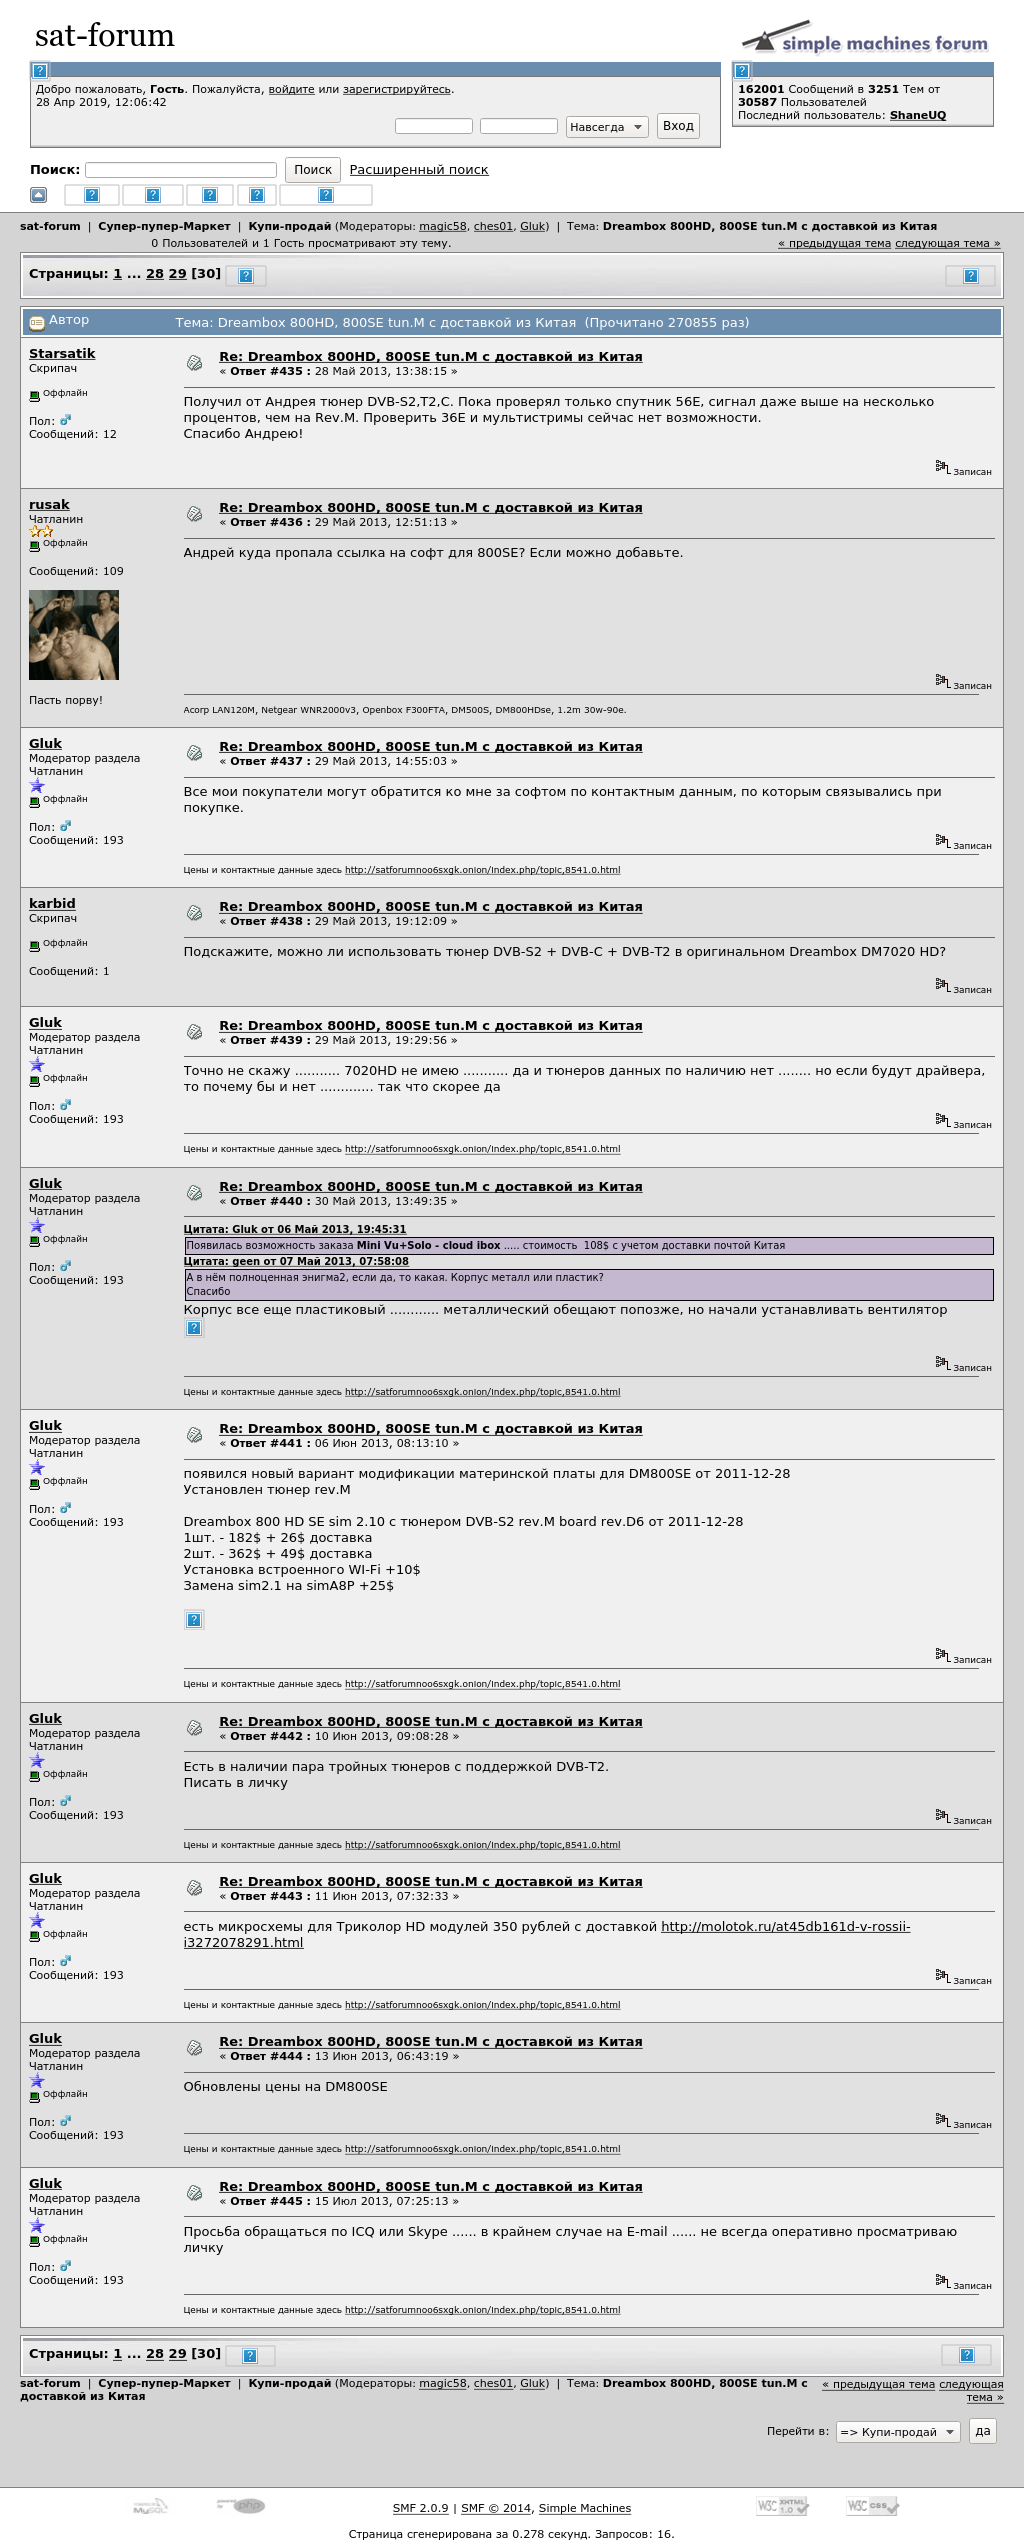 sat-forum
simple machines forum
Добро пожаловать, Гость. Пожалуйста, войдите или зарегистрируйтесь.
28 Апр 2019, 12:06:42
Навсегда Вход
162001 Сообщений в 3251 Тем от
30587 Пользователей
Последний пользователь: ShaneUQ
Поиск: Поиск Расширенный поиск
sat-forum | Супер-пупер-Маркет | Купи-продай (Модераторы: magic58, ches01, Gluk) | Тема: Dreambox 800HD, 800SE tun.M с доставкой из Китая
0 Пользователей и 1 Гость просматривают эту тему. « предыдущая тема следующая тема »
Страницы: 1 ... 28 29 [30]
Автор Тема: Dreambox 800HD, 800SE tun.M с доставкой из Китая (Прочитано 270855 раз)
Starsatik
Скрипач
Оффлайн
Пол:
Сообщений: 12
Re: Dreambox 800HD, 800SE tun.M с доставкой из Китая
« Ответ #435 : 28 Май 2013, 13:38:15 »
Получил от Андрея тюнер DVB-S2,T2,C. Пока проверял только спутник 56E, сигнал даже выше на несколько
процентов, чем на Rev.M. Проверить 36E и мультистримы сейчас нет возможности.
Спасибо Андрею!
Записан
rusak
Чатланин
Оффлайн
Сообщений: 109
Пасть порву!
Re: Dreambox 800HD, 800SE tun.M с доставкой из Китая
« Ответ #436 : 29 Май 2013, 12:51:13 »
Андрей куда пропала ссылка на софт для 800SE? Если можно добавьте.
Записан
Acorp LAN120M, Netgear WNR2000v3, Openbox F300FTA, DM500S, DM800HDse, 1.2m 30w-90e.
Gluk
Модератор раздела
Чатланин
Оффлайн
Пол:
Сообщений: 193
Re: Dreambox 800HD, 800SE tun.M с доставкой из Китая
« Ответ #437 : 29 Май 2013, 14:55:03 »
Все мои покупатели могут обратится ко мне за софтом по контактным данным, по которым связывались при
покупке.
Записан
Цены и контактные данные здесь http://satforumnoo6sxgk.onion/index.php/topic,8541.0.html
karbid
Скрипач
Оффлайн
Сообщений: 1
Re: Dreambox 800HD, 800SE tun.M с доставкой из Китая
« Ответ #438 : 29 Май 2013, 19:12:09 »
Подскажите, можно ли использовать тюнер DVB-S2 + DVB-C + DVB-T2 в оригинальном Dreambox DM7020 HD?
Записан
Gluk
Модератор раздела
Чатланин
Оффлайн
Пол:
Сообщений: 193
Re: Dreambox 800HD, 800SE tun.M с доставкой из Китая
« Ответ #439 : 29 Май 2013, 19:29:56 »
Точно не скажу ........... 7020HD не имею ........... да и тюнеров данных по наличию нет ........ но если будут драйвера,
то почему бы и нет ............. так что скорее да
Записан
Цены и контактные данные здесь http://satforumnoo6sxgk.onion/index.php/topic,8541.0.html
Gluk
Модератор раздела
Чатланин
Оффлайн
Пол:
Сообщений: 193
Re: Dreambox 800HD, 800SE tun.M с доставкой из Китая
« Ответ #440 : 30 Май 2013, 13:49:35 »
Цитата: Gluk от 06 Май 2013, 19:45:31
Появилась возможность заказа Mini Vu+Solo - cloud ibox ..... стоимость 108$ с учетом доставки почтой Китая
Цитата: geen от 07 Май 2013, 07:58:08
А в нём полноценная энигма2, если да, то какая. Корпус металл или пластик?
Спасибо
Корпус все еще пластиковый ............ металлический обещают попозже, но начали устанавливать вентилятор
Записан
Цены и контактные данные здесь http://satforumnoo6sxgk.onion/index.php/topic,8541.0.html
Gluk
Модератор раздела
Чатланин
Оффлайн
Пол:
Сообщений: 193
Re: Dreambox 800HD, 800SE tun.M с доставкой из Китая
« Ответ #441 : 06 Июн 2013, 08:13:10 »
появился новый вариант модификации материнской платы для DM800SE от 2011-12-28
Установлен тюнер rev.M
Dreambox 800 HD SE sim 2.10 с тюнером DVB-S2 rev.M board rev.D6 от 2011-12-28
1шт. - 182$ + 26$ доставка
2шт. - 362$ + 49$ доставка
Установка встроенного WI-Fi +10$
Замена sim2.1 на simA8P +25$
Записан
Цены и контактные данные здесь http://satforumnoo6sxgk.onion/index.php/topic,8541.0.html
Gluk
Модератор раздела
Чатланин
Оффлайн
Пол:
Сообщений: 193
Re: Dreambox 800HD, 800SE tun.M с доставкой из Китая
« Ответ #442 : 10 Июн 2013, 09:08:28 »
Есть в наличии пара тройных тюнеров с поддержкой DVB-T2.
Писать в личку
Записан
Цены и контактные данные здесь http://satforumnoo6sxgk.onion/index.php/topic,8541.0.html
Gluk
Модератор раздела
Чатланин
Оффлайн
Пол:
Сообщений: 193
Re: Dreambox 800HD, 800SE tun.M с доставкой из Китая
« Ответ #443 : 11 Июн 2013, 07:32:33 »
есть микросхемы для Триколор HD модулей 350 рублей с доставкой http://molotok.ru/at45db161d-v-rossii-
i3272078291.html
Записан
Цены и контактные данные здесь http://satforumnoo6sxgk.onion/index.php/topic,8541.0.html
Gluk
Модератор раздела
Чатланин
Оффлайн
Пол:
Сообщений: 193
Re: Dreambox 800HD, 800SE tun.M с доставкой из Китая
« Ответ #444 : 13 Июн 2013, 06:43:19 »
Обновлены цены на DM800SE
Записан
Цены и контактные данные здесь http://satforumnoo6sxgk.onion/index.php/topic,8541.0.html
Gluk
Модератор раздела
Чатланин
Оффлайн
Пол:
Сообщений: 193
Re: Dreambox 800HD, 800SE tun.M с доставкой из Китая
« Ответ #445 : 15 Июл 2013, 07:25:13 »
Просьба обращаться по ICQ или Skype ...... в крайнем случае на E-mail ...... не всегда оперативно просматриваю
личку
Записан
Цены и контактные данные здесь http://satforumnoo6sxgk.onion/index.php/topic,8541.0.html
Страницы: 1 ... 28 29 [30]
sat-forum | Супер-пупер-Маркет | Купи-продай (Модераторы: magic58, ches01, Gluk) | Тема: Dreambox 800HD, 800SE tun.M с
доставкой из Китая
« предыдущая тема следующая
тема »
Перейти в: => Купи-продай да
MySQL php SMF 2.0.9 | SMF © 2014, Simple Machines W3C XHTML 1.0 W3C css
Страница сгенерирована за 0.278 секунд. Запросов: 16.